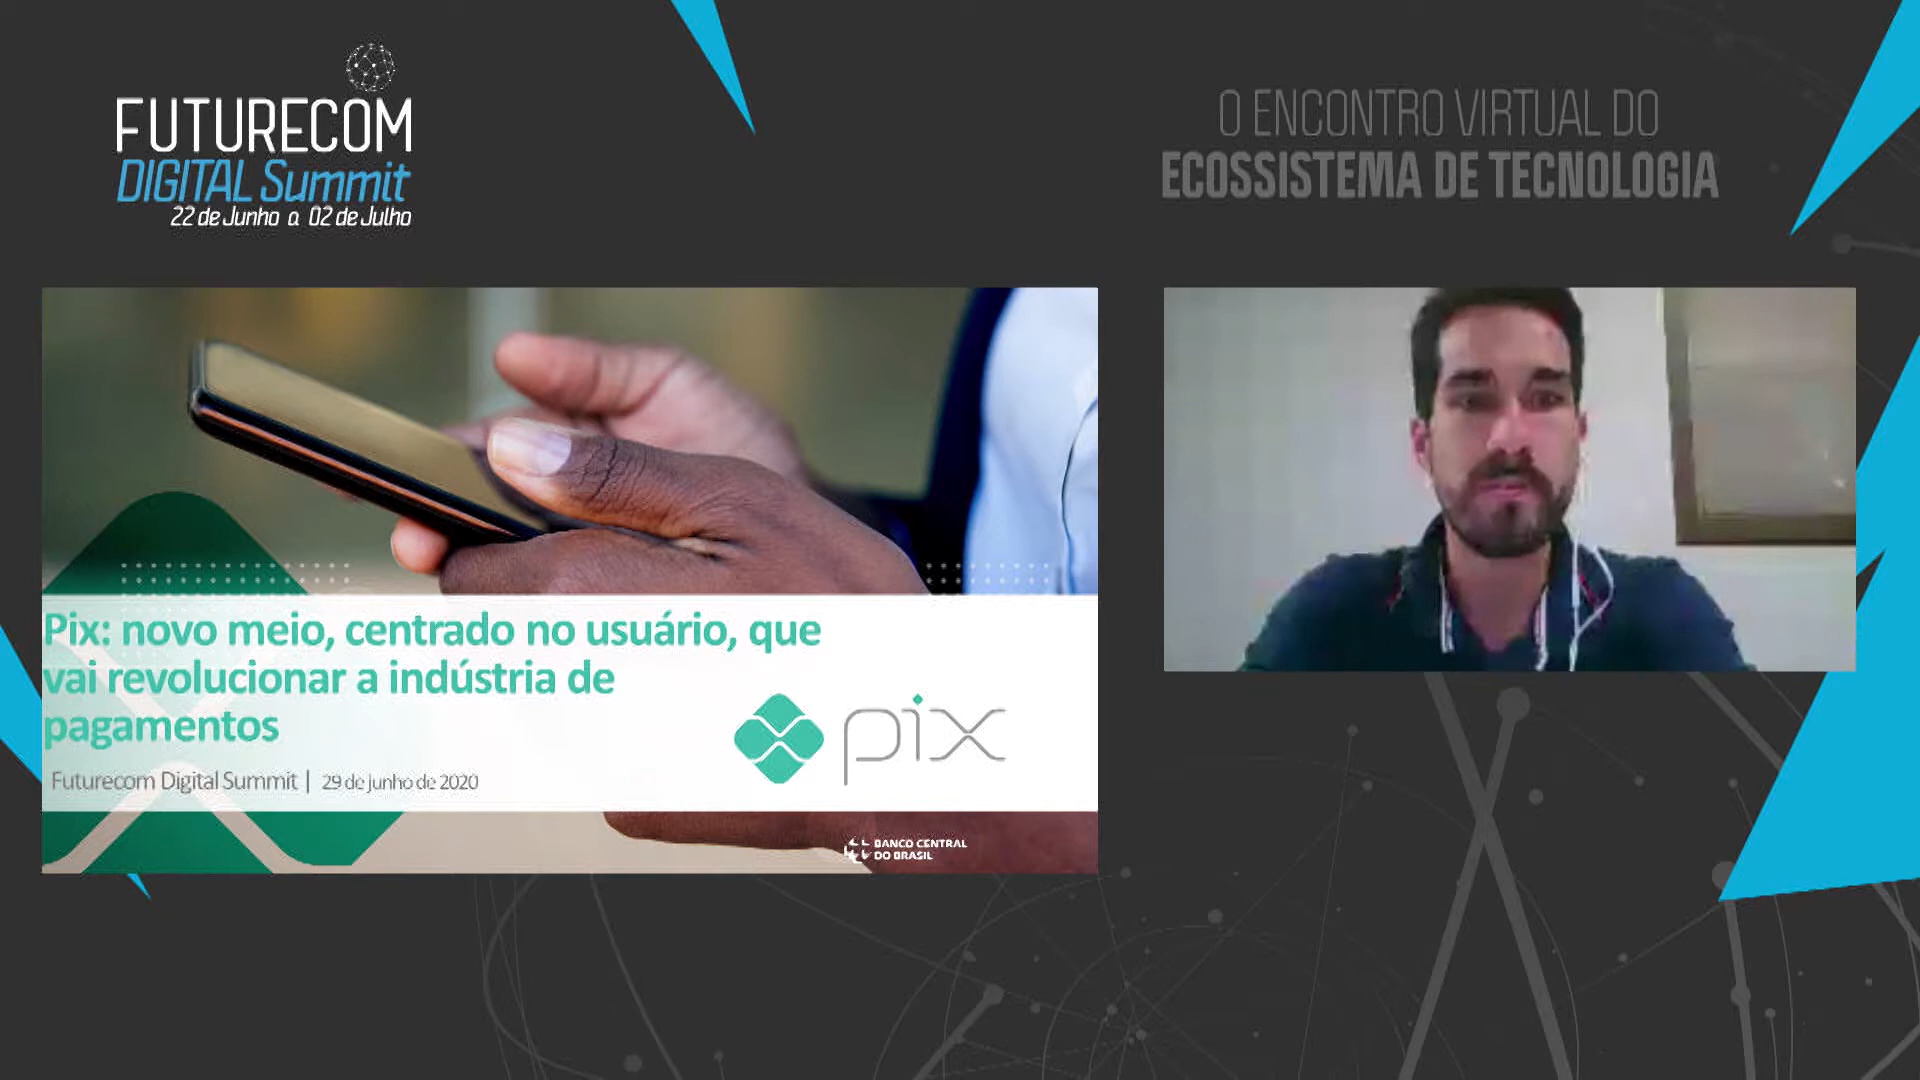 FUTURECOM
DIGITAL Summit
22 de Junho a 02 de Julho
O ENCONTRO VIRTUAL DO
ECOSSISTEMA DE TECNOLOGIA
Pix: novo meio, centrado no usuário, que
vai revolucionar a indústria de
pagamentos
Futurecom Digital Summit | 29 de junho de 2020
pix
BANCO CENTRAL
DO BRASIL